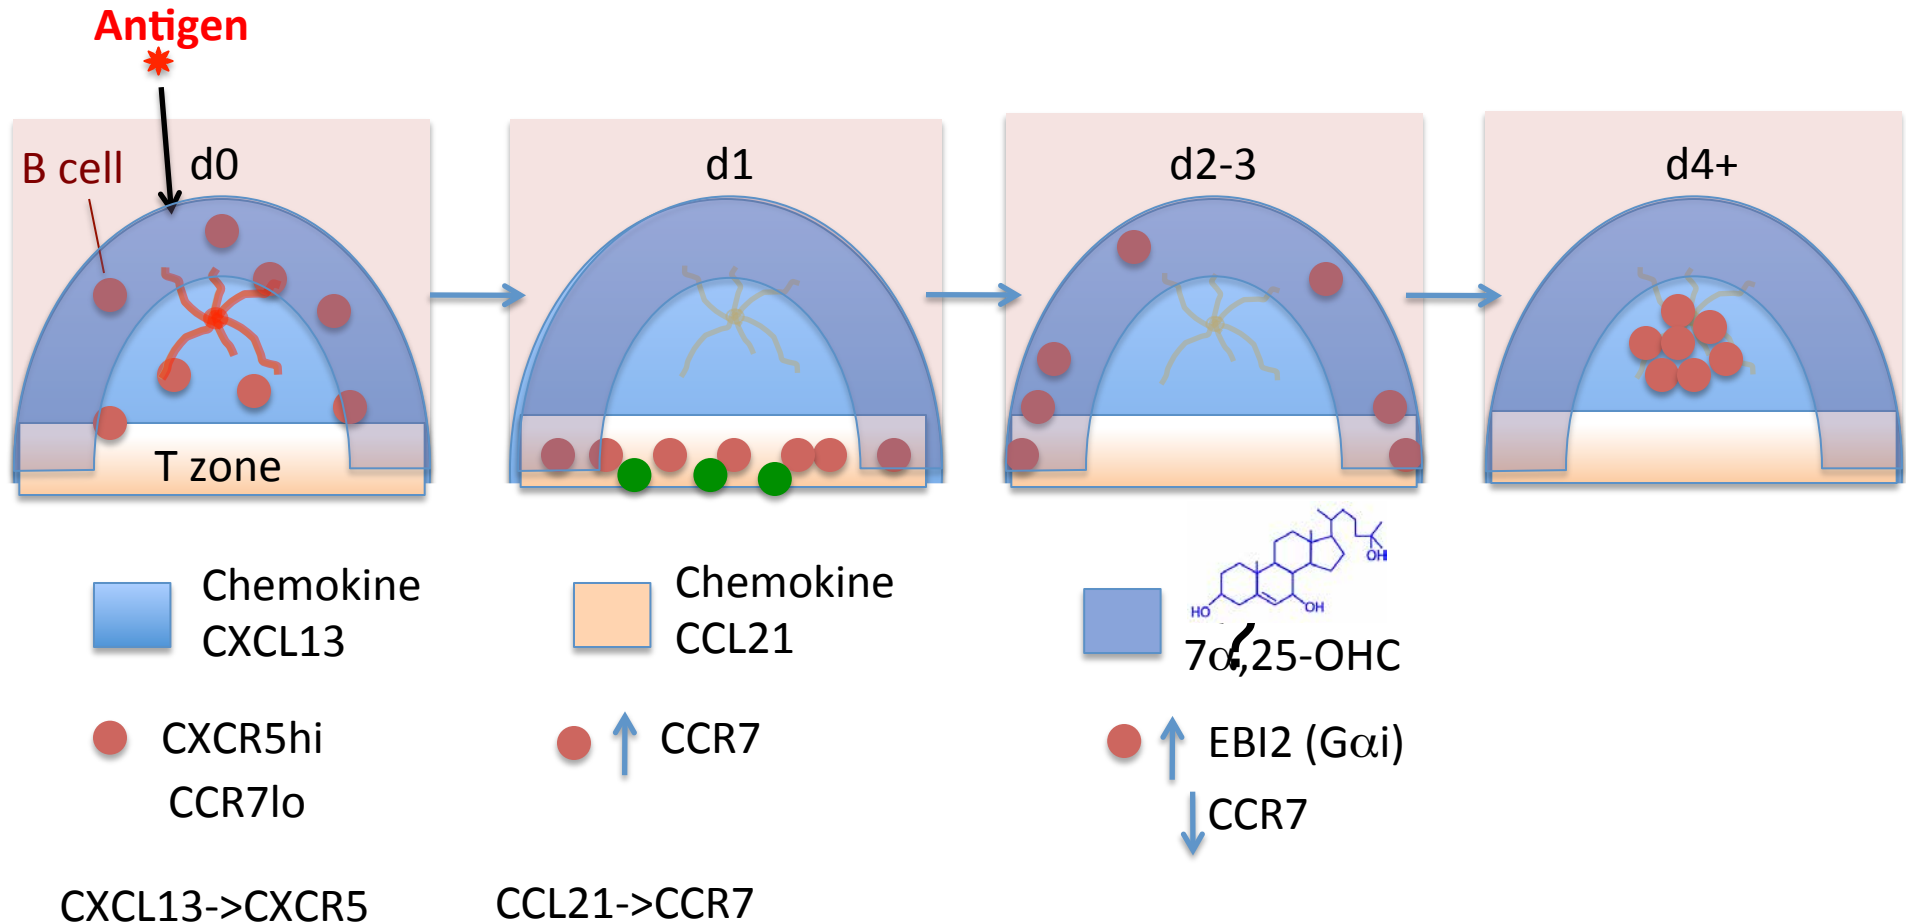 Antigen
B cell
d0
d1
d2-3
d4+
T zone
Chemokine
CXCL13
Chemokine
CCL21
HO
OH
OH
7α,25-OHC
CXCR5hi
CCR7lo
CCR7
EBI2 (Gαi)
CCR7
CXCL13->CXCR5
CCL21->CCR7